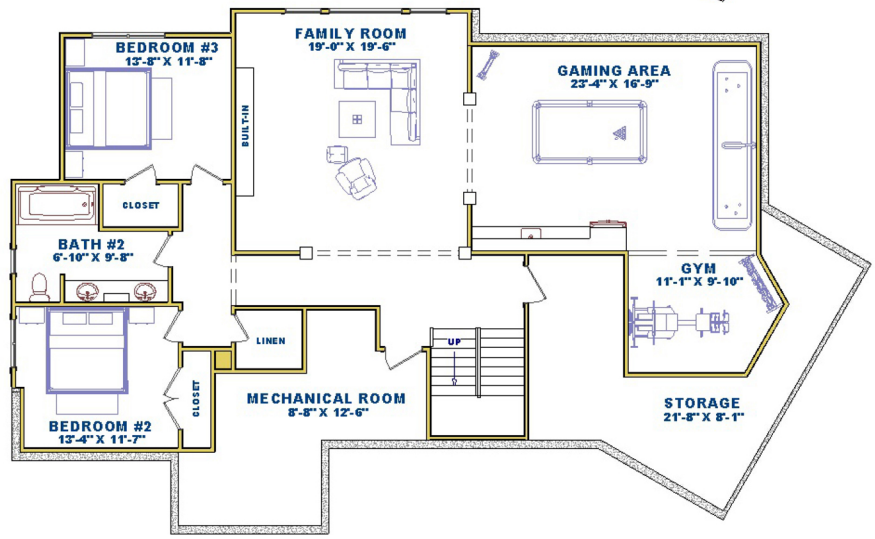 BEDROOM #3
13'-8" X 11'-8"
FAMILY ROOM
19'-0" X 19'-6"
GAMING AREA
23'-4" X 16'-9"
BUILT-IN
CLOSET
BATH #2
6'-10" X 9'-8"
GYM
11'-1" X 9'-10"
LINEN
UP
CLOSET
MECHANICAL ROOM
8'-8" X 12'-6"
STORAGE
21'-8" X 8'-1"
BEDROOM #2
13'-4" X 11'-7"